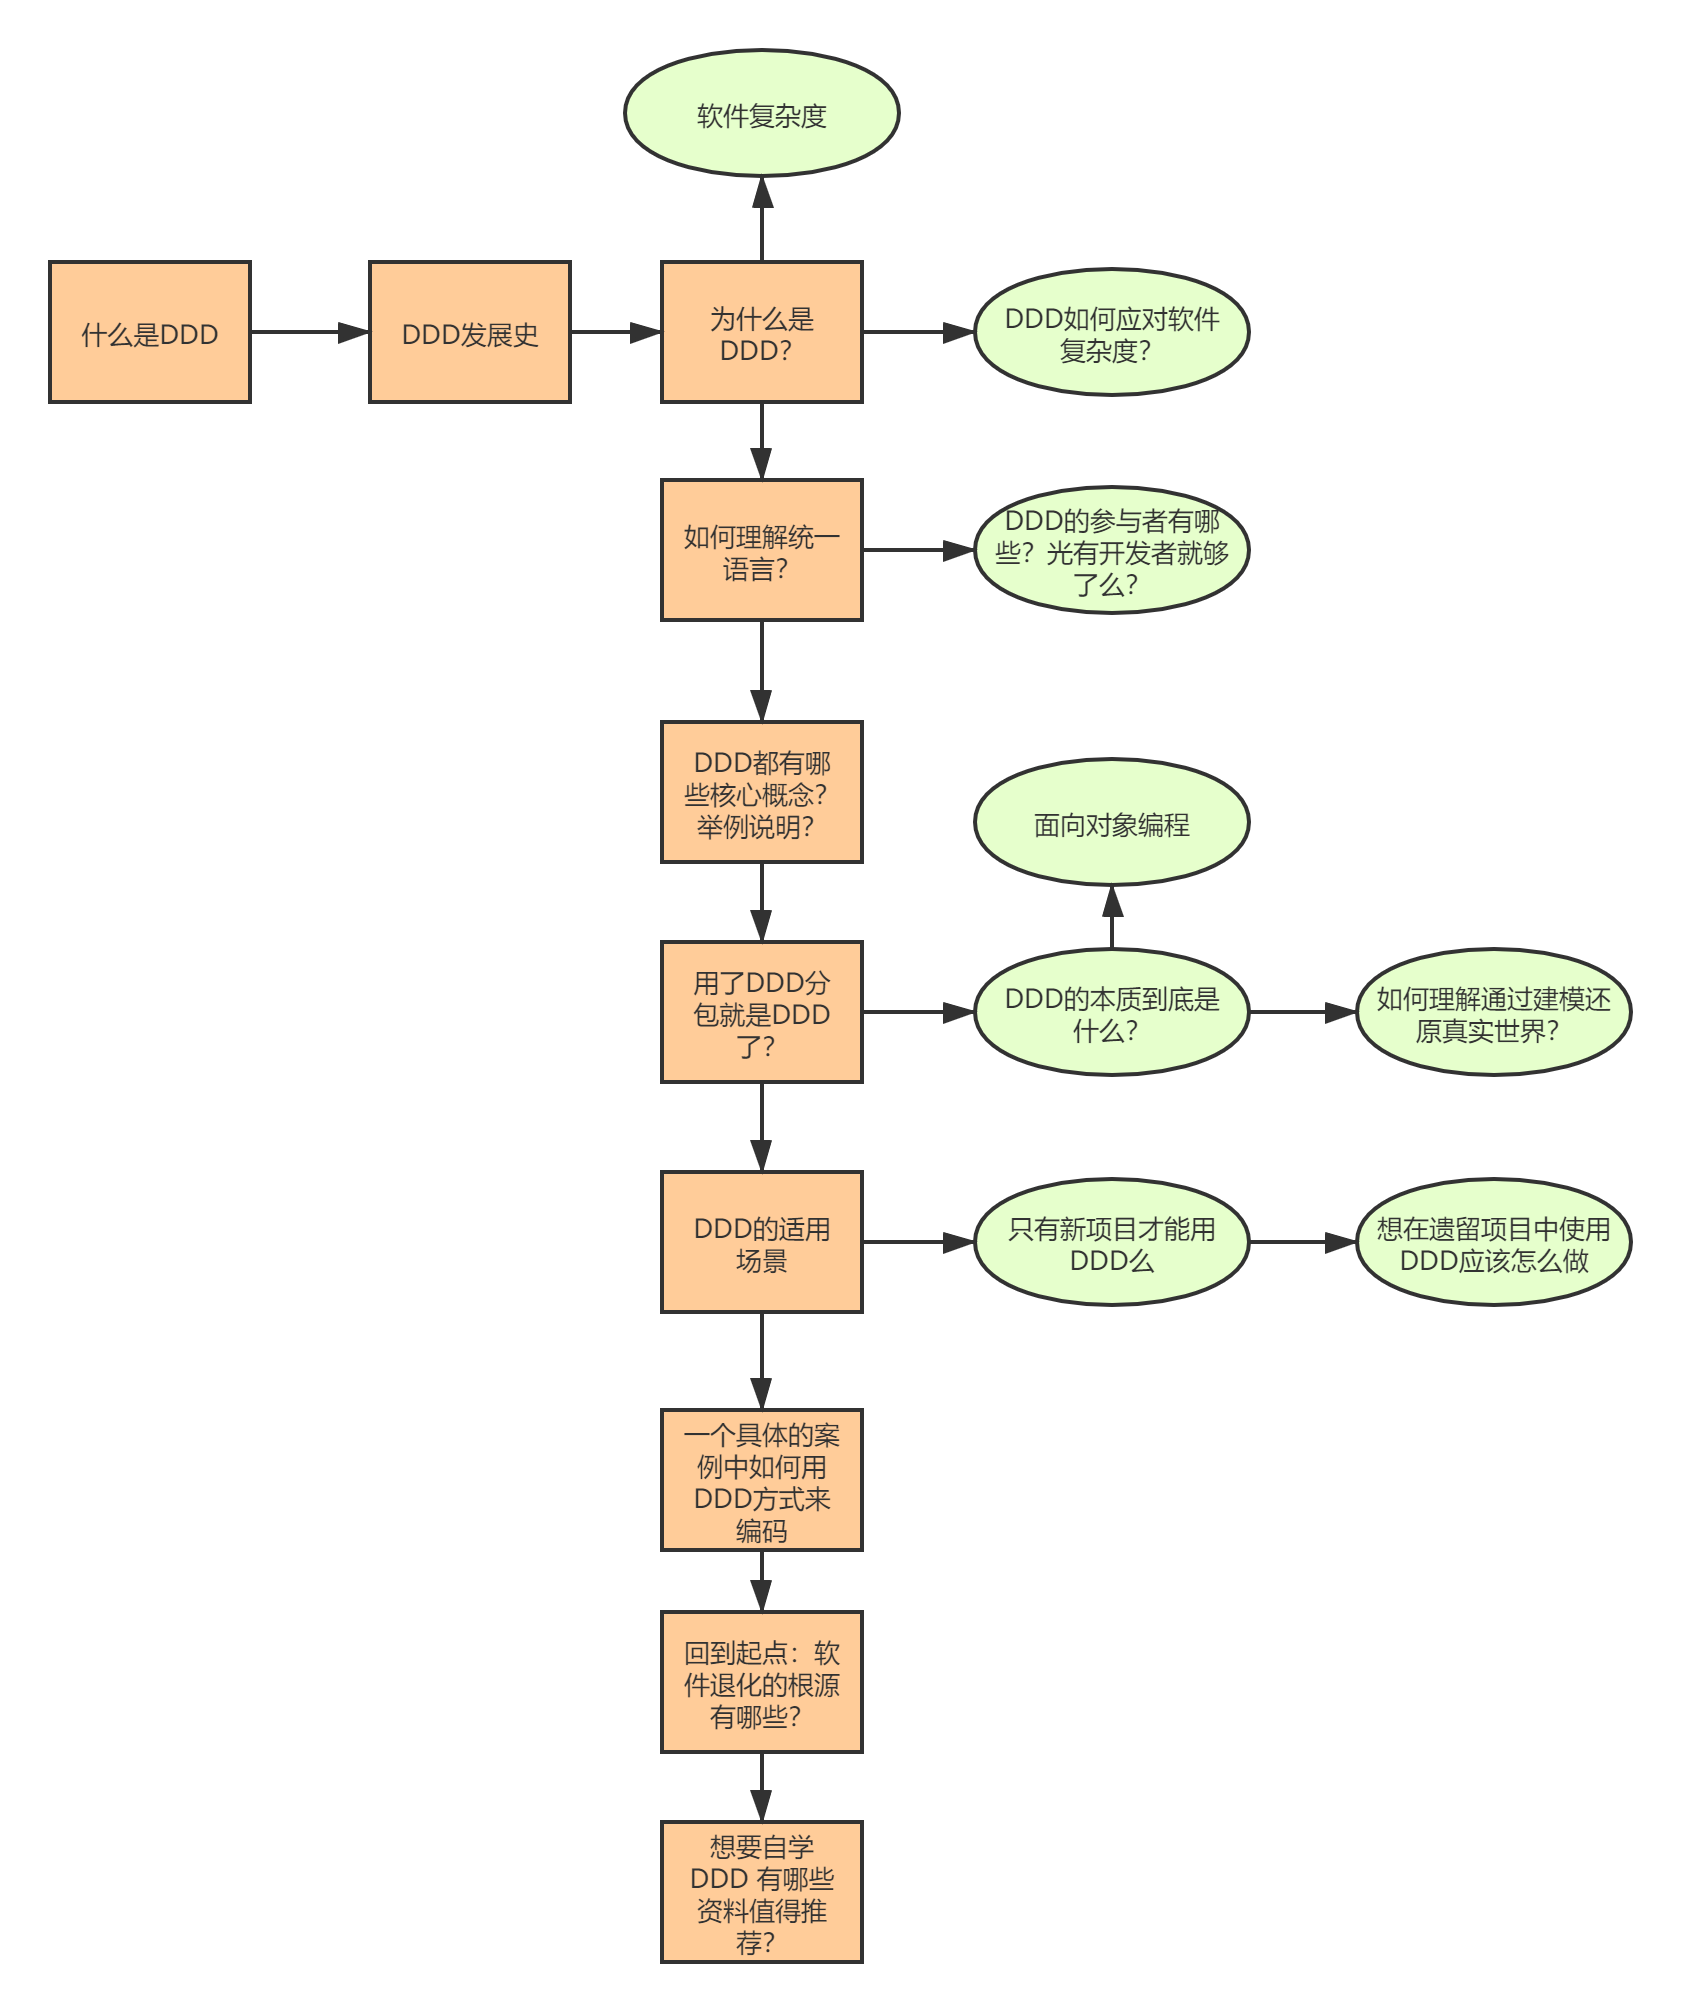 软件复杂度
什么是DDD
DDD发展史
为什么是
DDD？
DDD如何应对软件
复杂度？
如何理解统一
语言？
DDD的参与者有哪
些？光有开发者就够
了么？
DDD都有哪
些核心概念？
举例说明？
面向对象编程
用了DDD分
包就是DDD
了？
DDD的本质到底是
什么？
如何理解通过建模还
原真实世界？
DDD的适用
场景
只有新项目才能用
DDD么
想在遗留项目中使用
DDD应该怎么做
一个具体的案
例中如何用
DDD方式来
编码
回到起点：软
件退化的根源
有哪些？
想要自学
DDD 有哪些
资料值得推
荐？